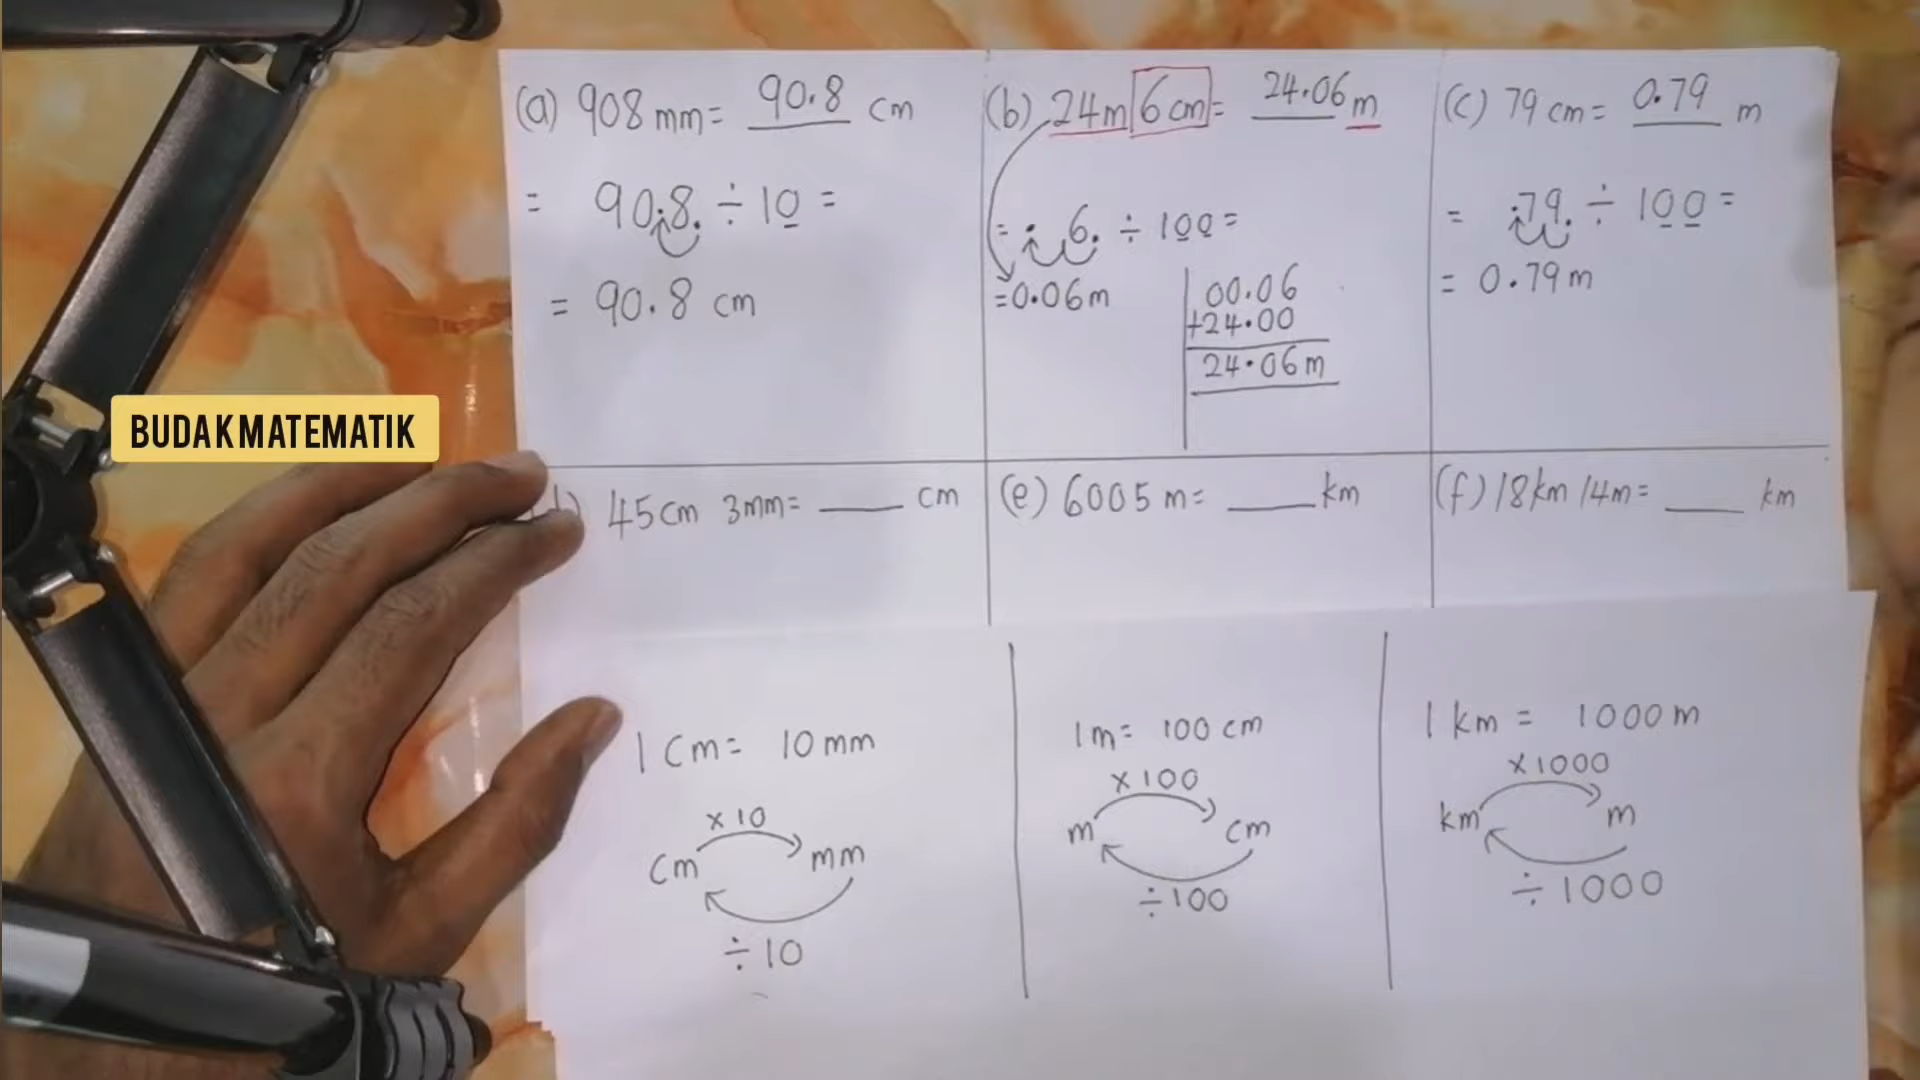 (a) 908 mm = 90.8 cm
= 90.8. ÷ 10 =
= 90.8 cm
(b) 24m 6cm = 24.06 m
= . 6. ÷ 100 =
= 0.06m
00.06
+24.00
24.06m
(c) 79 cm = 0.79 m
= .79. ÷ 100 =
= 0.79m
BUDAKMATEMATIK
45cm 3mm = ____ cm
(e) 6005 m = ____ km
(f) 18km 14m = ____ km
1 cm = 10 mm
x 10
cm mm
÷ 10
1m = 100 cm
x 100
m cm
÷100
1 km = 1000 m
x1000
km m
÷ 1000